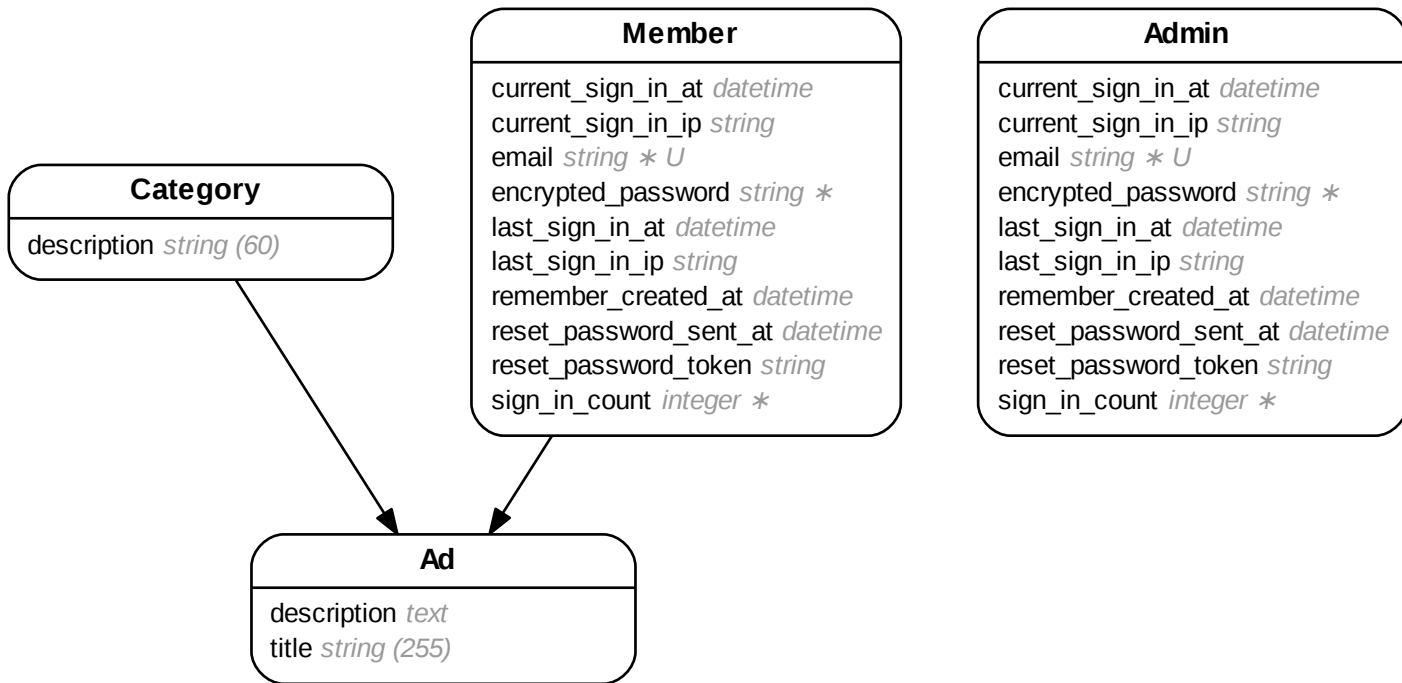 Category
description string (60)
Member
current_sign_in_at datetime
current_sign_in_ip string
email string ∗ U
encrypted_password string ∗
last_sign_in_at datetime
last_sign_in_ip string
remember_created_at datetime
reset_password_sent_at datetime
reset_password_token string
sign_in_count integer ∗
Admin
current_sign_in_at datetime
current_sign_in_ip string
email string ∗ U
encrypted_password string ∗
last_sign_in_at datetime
last_sign_in_ip string
remember_created_at datetime
reset_password_sent_at datetime
reset_password_token string
sign_in_count integer ∗
Ad
description text
title string (255)